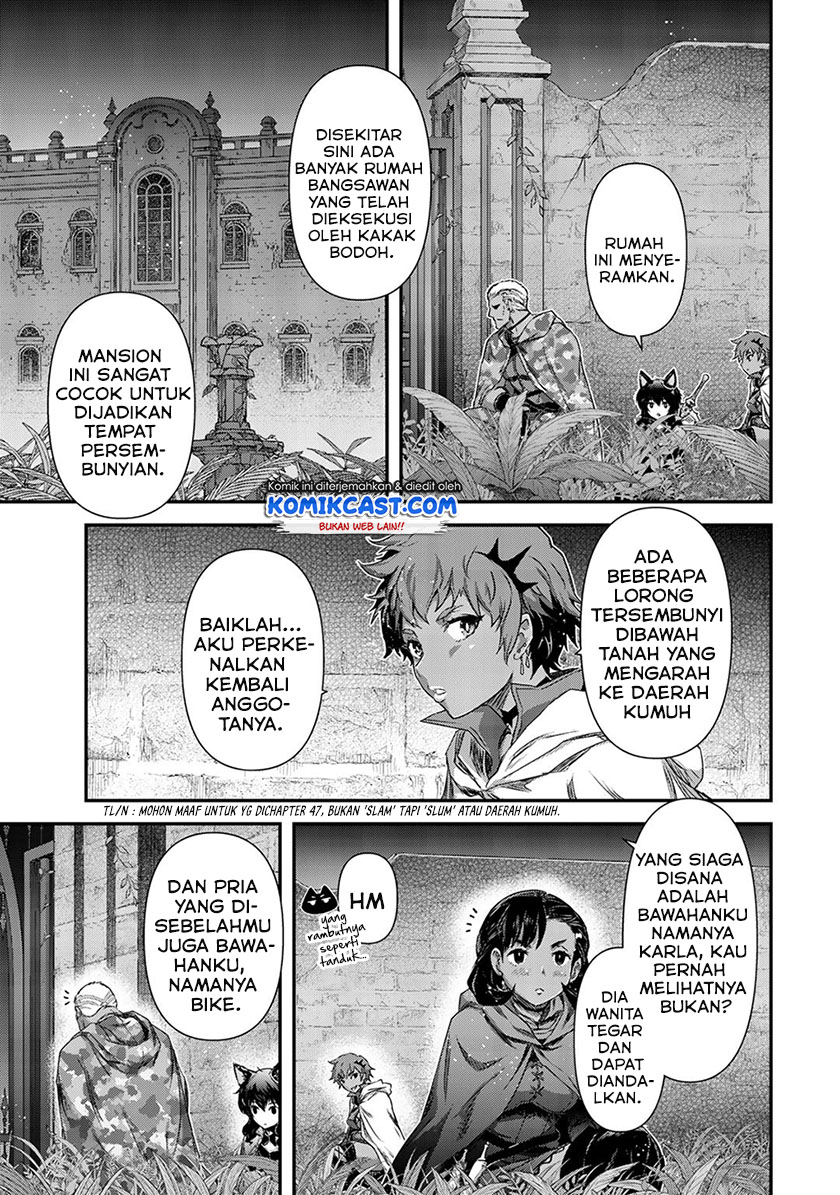 RUMAH
INI MENYE-
RAMKAN.
DISEKITAR
SINI ADA
BANYAK RUMAH
BANGSAWAN
YANG TELAH
DIEKSEKUSI
OLEH KAKAK
BODOH.
MANSION
INI SANGAT
COCOK UNTUK
DIJADIKAN
TEMPAT
PERSEM-
BUNYIAN.
Komik ini diterjemahkan & diedit oleh
KOMIKCAST.COM
BUKAN WEB LAIN!!
ADA
BEBERAPA
LORONG
TERSEMBUNYI
DIBAWAH
TANAH YANG
MENGARAH
KE DAERAH
KUMUH
BAIKLAH...
AKU PERKE-
NALKAN
KEMBALI
ANGGO-
TANYA.
TL/N : MOHON MAAF UNTUK YG DICHAPTER 47, BUKAN 'SLAM' TAPI 'SLUM' ATAU DAERAH KUMUH.
YANG SIAGA
DISANA
ADALAH
BAWAHANKU
NAMANYA
KARLA, KAU
PERNAH
MELIHATNYA
BUKAN?
DIA
WANITA
TEGAR
DAN
DAPAT
DIANDA-
LKAN.
HM
yang
rambutnya
seperti
tanduk...
DAN PRIA
YANG DI-
SEBELAHMU
JUGA BAWA-
HANKU,
NAMANYA
BIKE.